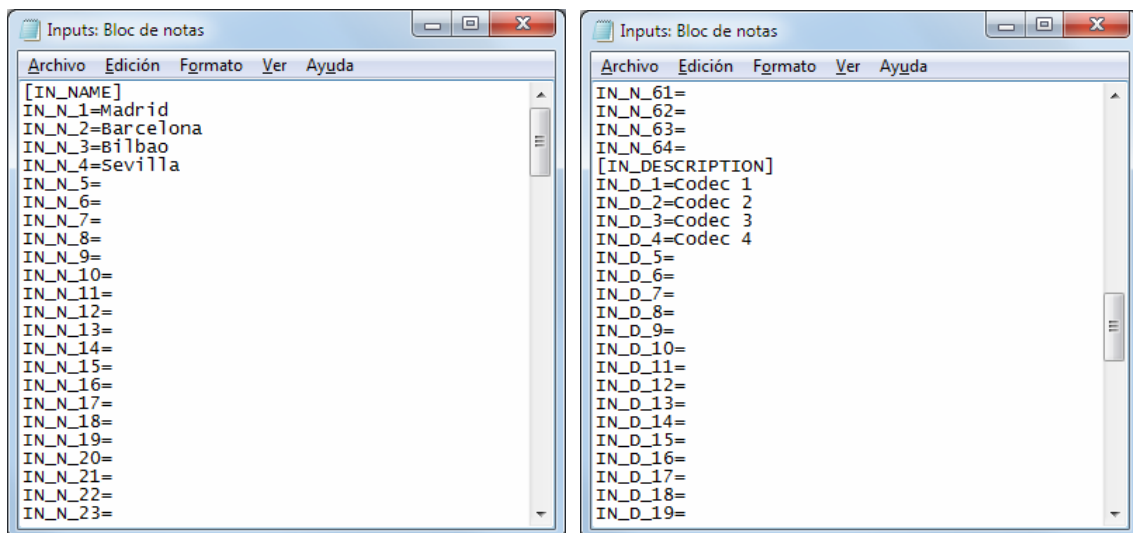 Inputs: Bloc de notas
Archivo Edición Formato Ver Ayuda
[IN_NAME]
IN_N_1=Madrid
IN_N_2=Barcelona
IN_N_3=Bilbao
IN_N_4=Sevilla
IN_N_5=
IN_N_6=
IN_N_7=
IN_N_8=
IN_N_9=
IN_N_10=
IN_N_11=
IN_N_12=
IN_N_13=
IN_N_14=
IN_N_15=
IN_N_16=
IN_N_17=
IN_N_18=
IN_N_19=
IN_N_20=
IN_N_21=
IN_N_22=
IN_N_23=
Inputs: Bloc de notas
Archivo Edición Formato Ver Ayuda
IN_N_61=
IN_N_62=
IN_N_63=
IN_N_64=
[IN_DESCRIPTION]
IN_D_1=Codec 1
IN_D_2=Codec 2
IN_D_3=Codec 3
IN_D_4=Codec 4
IN_D_5=
IN_D_6=
IN_D_7=
IN_D_8=
IN_D_9=
IN_D_10=
IN_D_11=
IN_D_12=
IN_D_13=
IN_D_14=
IN_D_15=
IN_D_16=
IN_D_17=
IN_D_18=
IN_D_19=